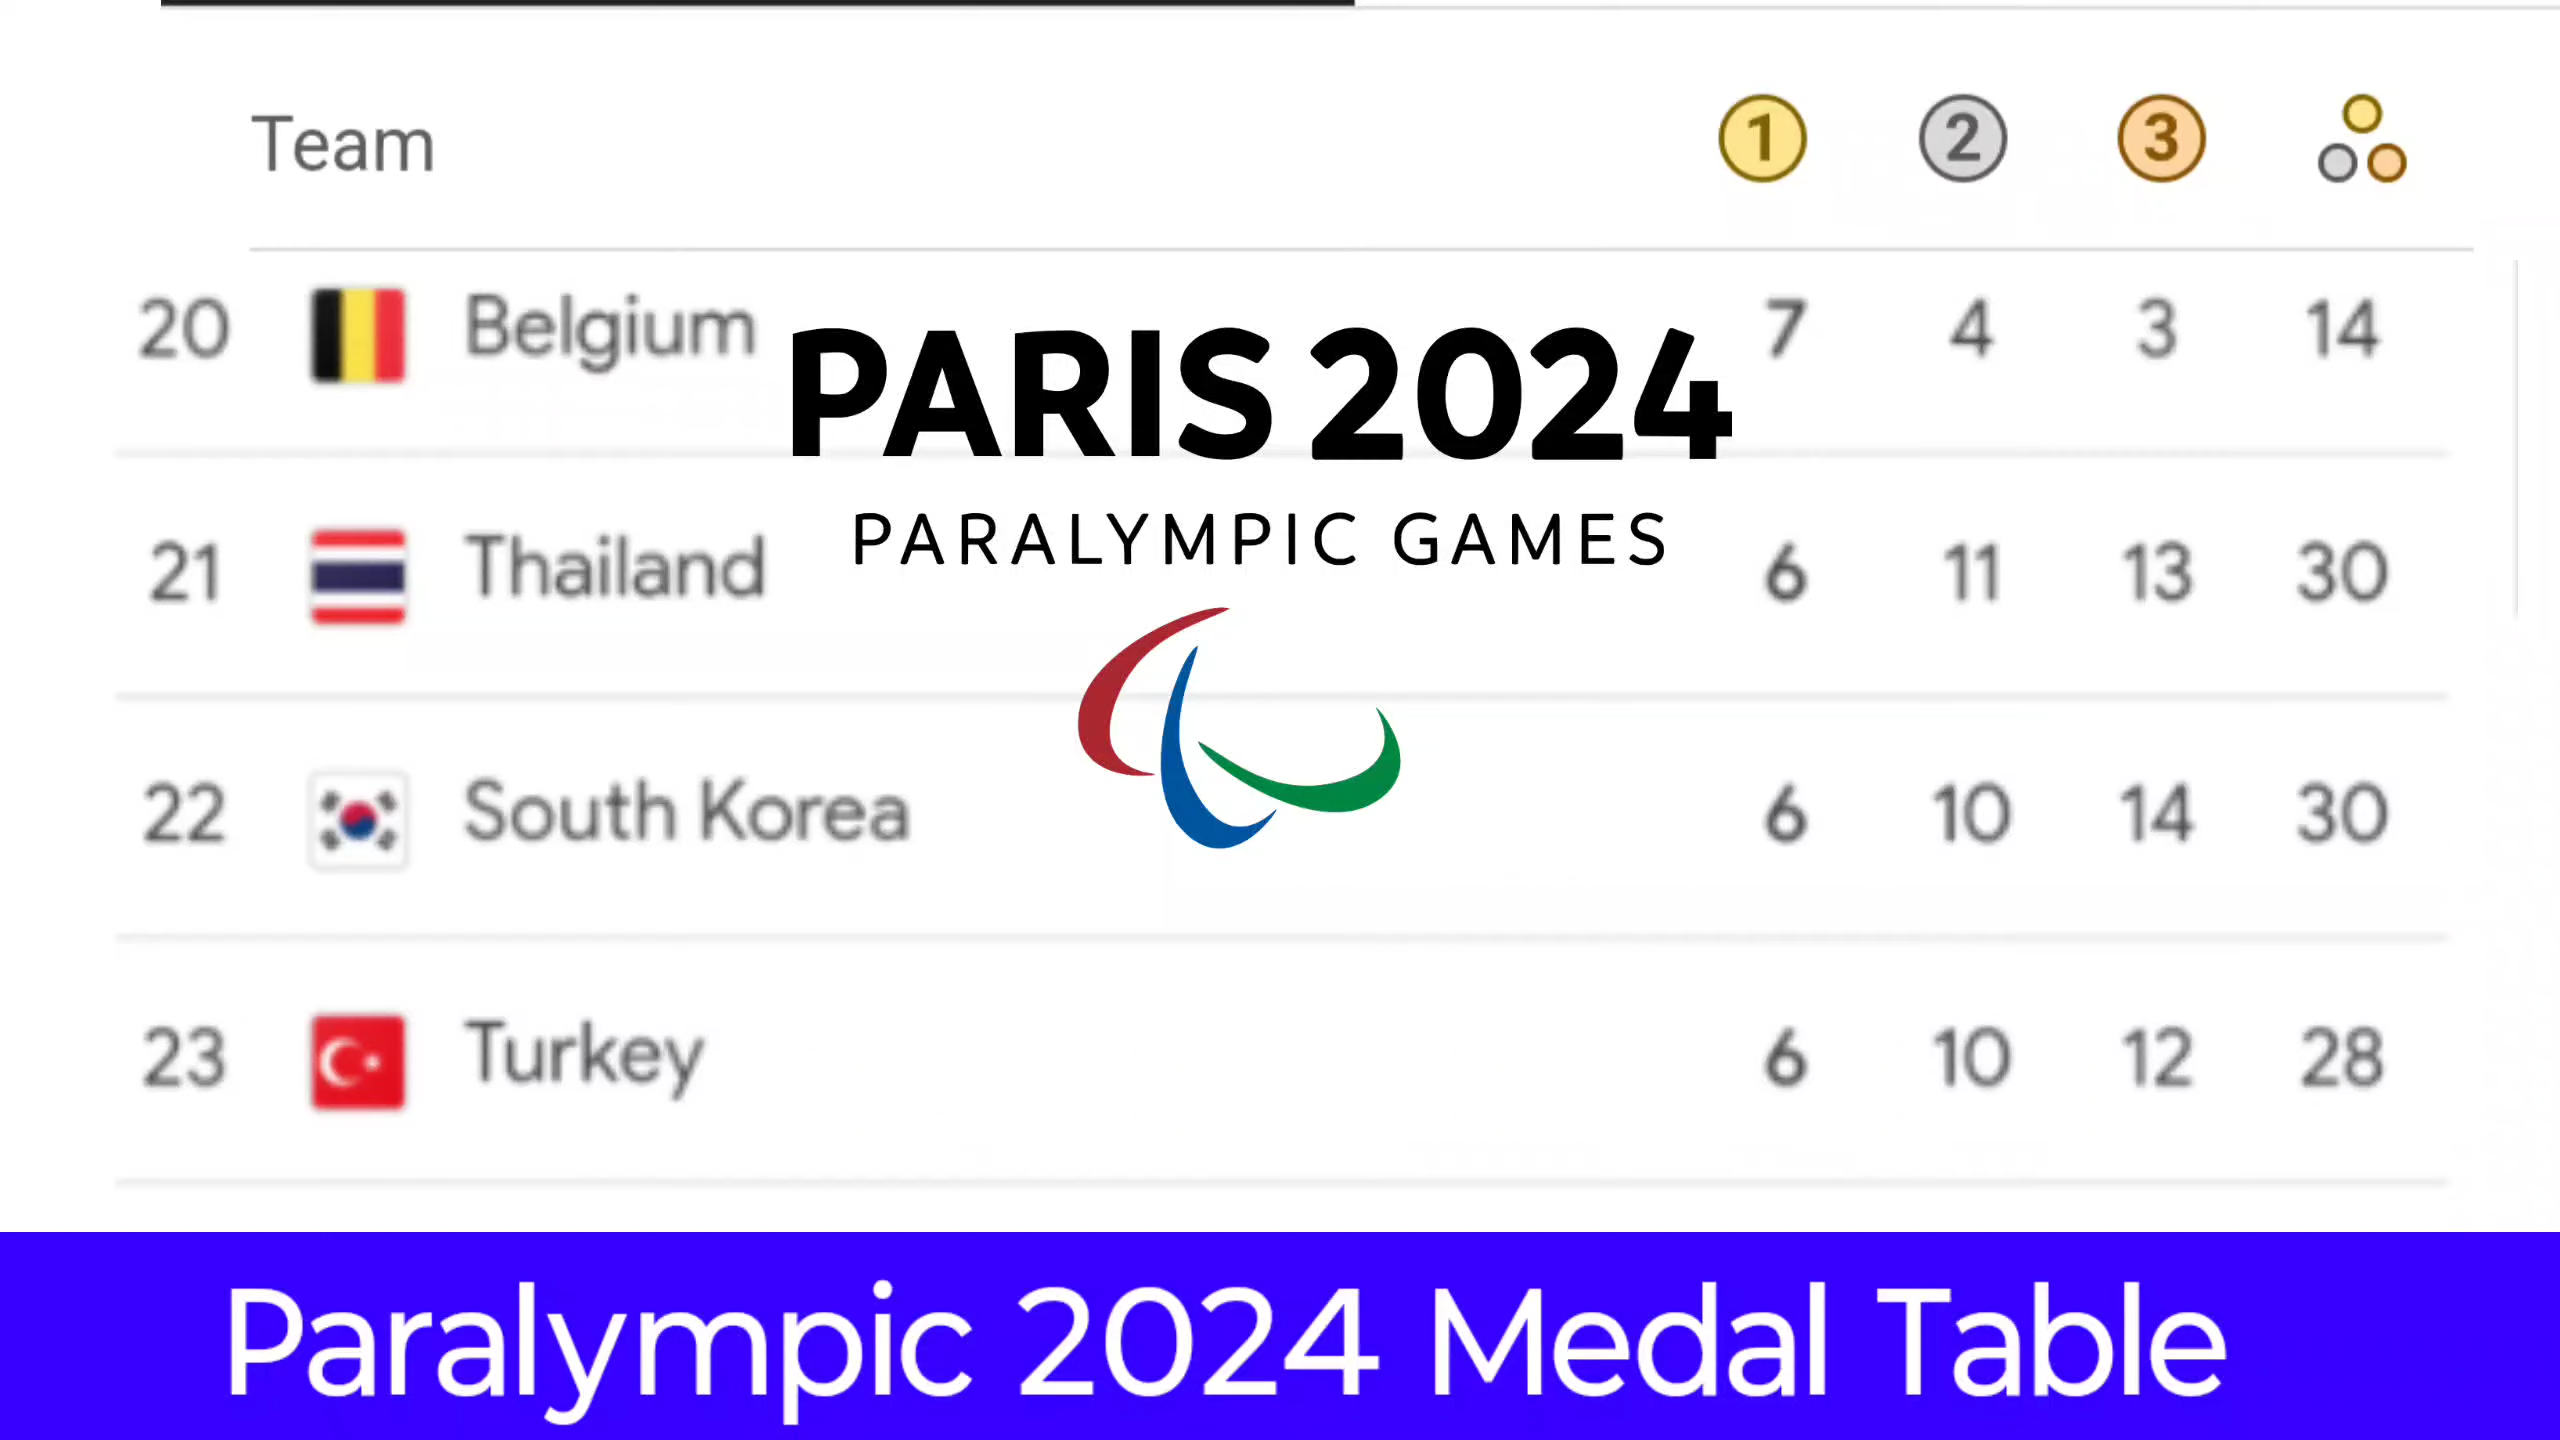 Team 1 2 3
20 Belgium 7 4 3 14
PARIS 2024
PARALYMPIC GAMES
21 Thailand 6 11 13 30
22 South Korea 6 10 14 30
23 Turkey 6 10 12 28
Paralympic 2024 Medal Table